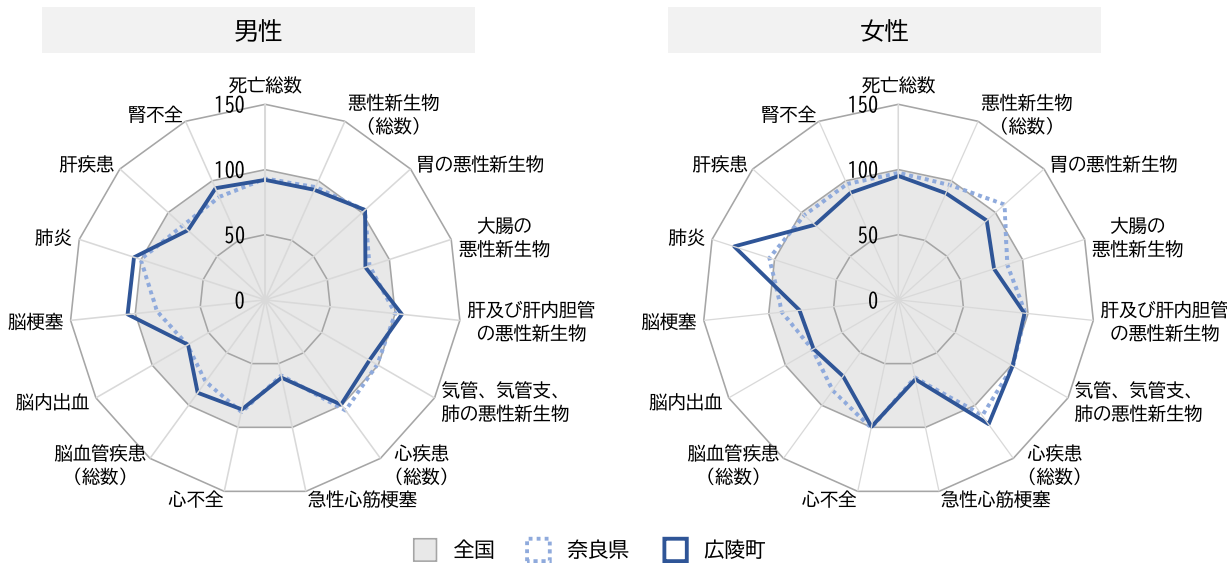 男性
死亡総数
150
100
50
0
悪性新生物
（総数）
胃の悪性新生物
大腸の
悪性新生物
肝及び肝内胆管
の悪性新生物
気管、気管支、
肺の悪性新生物
心疾患
（総数）
急性心筋梗塞
心不全
脳血管疾患
（総数）
脳内出血
脳梗塞
肺炎
肝疾患
腎不全
女性
死亡総数
150
100
50
0
悪性新生物
（総数）
胃の悪性新生物
大腸の
悪性新生物
肝及び肝内胆管
の悪性新生物
気管、気管支、
肺の悪性新生物
心疾患
（総数）
急性心筋梗塞
心不全
脳血管疾患
（総数）
脳内出血
脳梗塞
肺炎
肝疾患
腎不全
全国
奈良県
広陵町